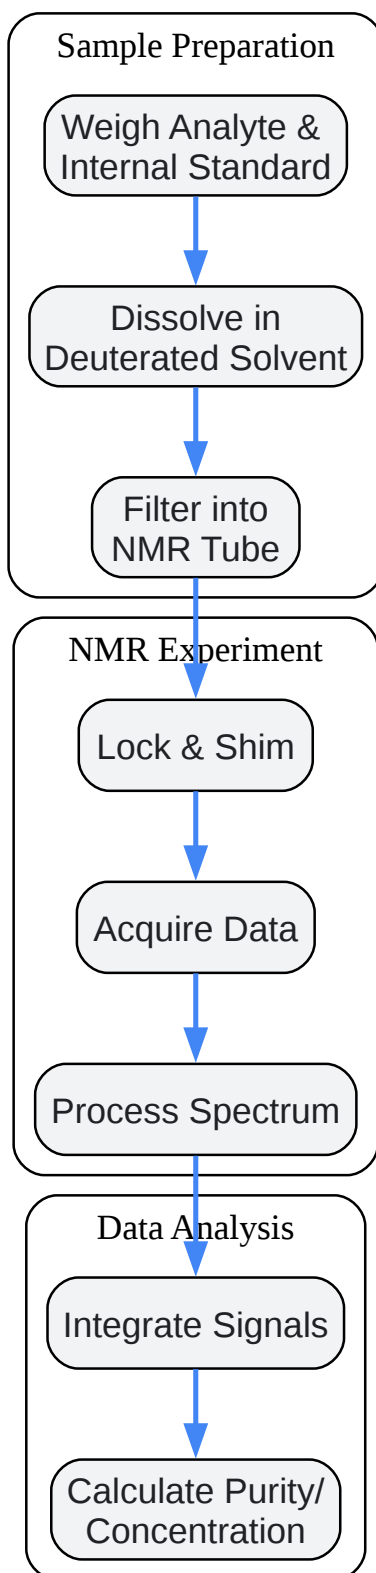 Sample Preparation
Weigh Analyte &
Internal Standard
Dissolve in
Deuterated Solvent
Filter into
NMR Tube
NMR Experiment
Lock & Shim
Acquire Data
Process Spectrum
Data Analysis
Integrate Signals
Calculate Purity/
Concentration